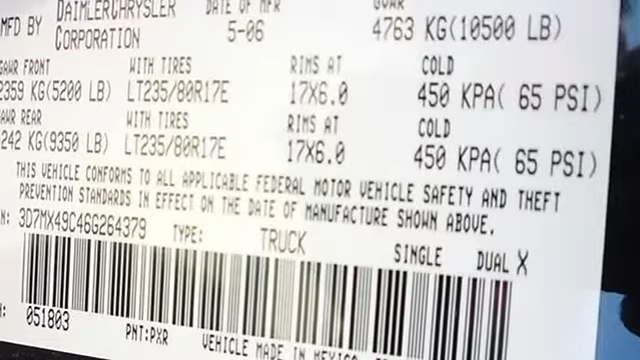 MFD BY DAIMLERCHRYSLER CORPORATION DATE OF MFR 5-06 GVWR 4763 KG(10500 LB)
GAWR FRONT WITH TIRES RIMS AT COLD
2359 KG(5200 LB) LT235/80R17E 17X6.0 450 KPA( 65 PSI)
GAWR REAR WITH TIRES RIMS AT COLD
4242 KG(9350 LB) LT235/80R17E 17X6.0 450 KPA( 65 PSI)
THIS VEHICLE CONFORMS TO ALL APPLICABLE FEDERAL MOTOR VEHICLE SAFETY AND THEFT
PREVENTION STANDARDS IN EFFECT ON THE DATE OF MANUFACTURE SHOWN ABOVE.
N: 3D7MX49C46G264379 TYPE: TRUCK SINGLE DUAL X
051803 PNT:PXR VEHICLE MADE IN MEXICO